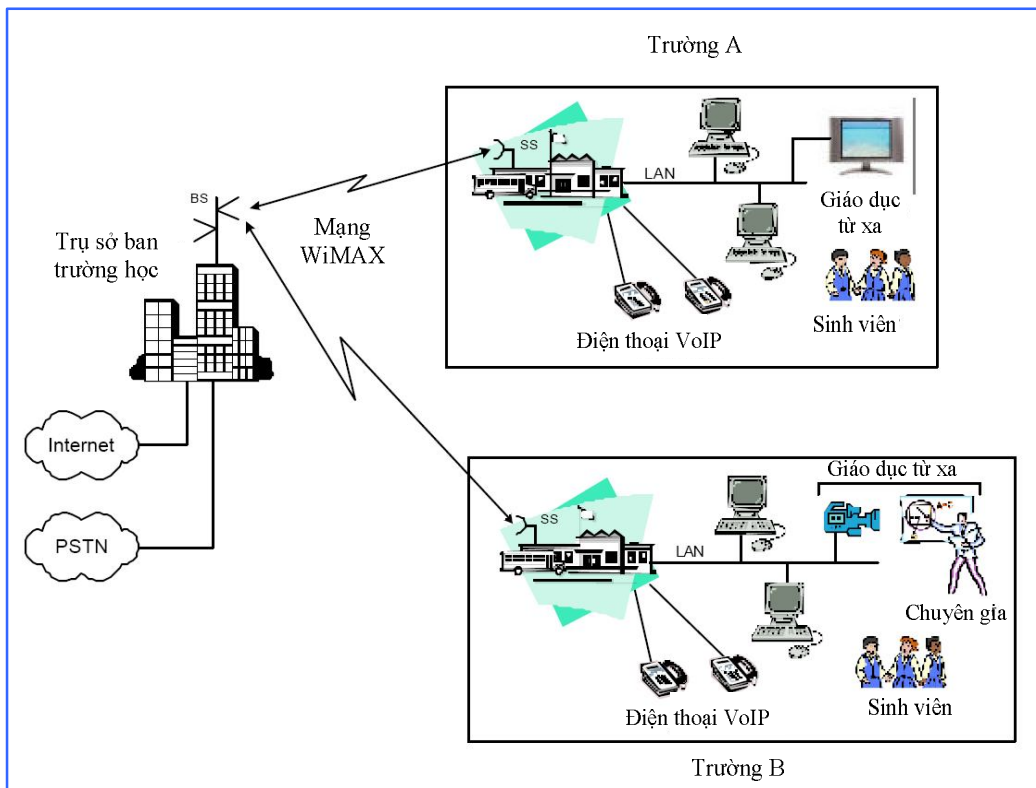 Trường A
SS
LAN
Giáo dục
từ xa
Sinh viên
Điện thoại VoIP
BS
Mạng
WiMAX
Trụ sở ban
trường học
Internet
PSTN
Giáo dục từ xa
SS
LAN
Chuyên gia
Sinh viên
Điện thoại VoIP
Trường B